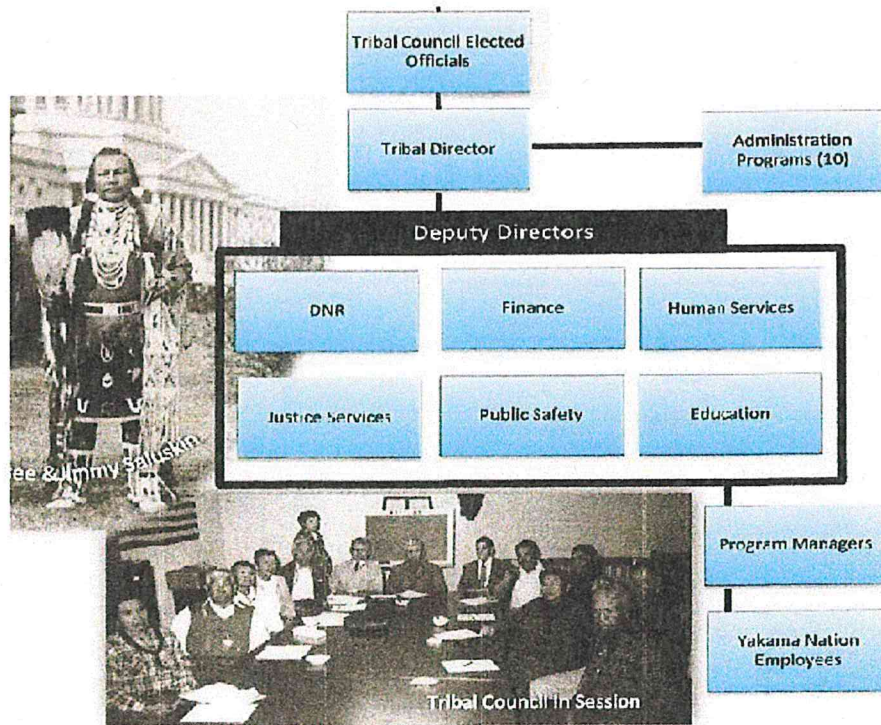 Tribal Council Elected
Officials
Tribal Director
Administration
Programs (10)
Deputy Directors
DNR
Finance
Human Services
Justice Services
Public Safety
Education
& Jimmy Saluskin
Program Managers
Yakama Nation
Employees
Tribal Council in Session